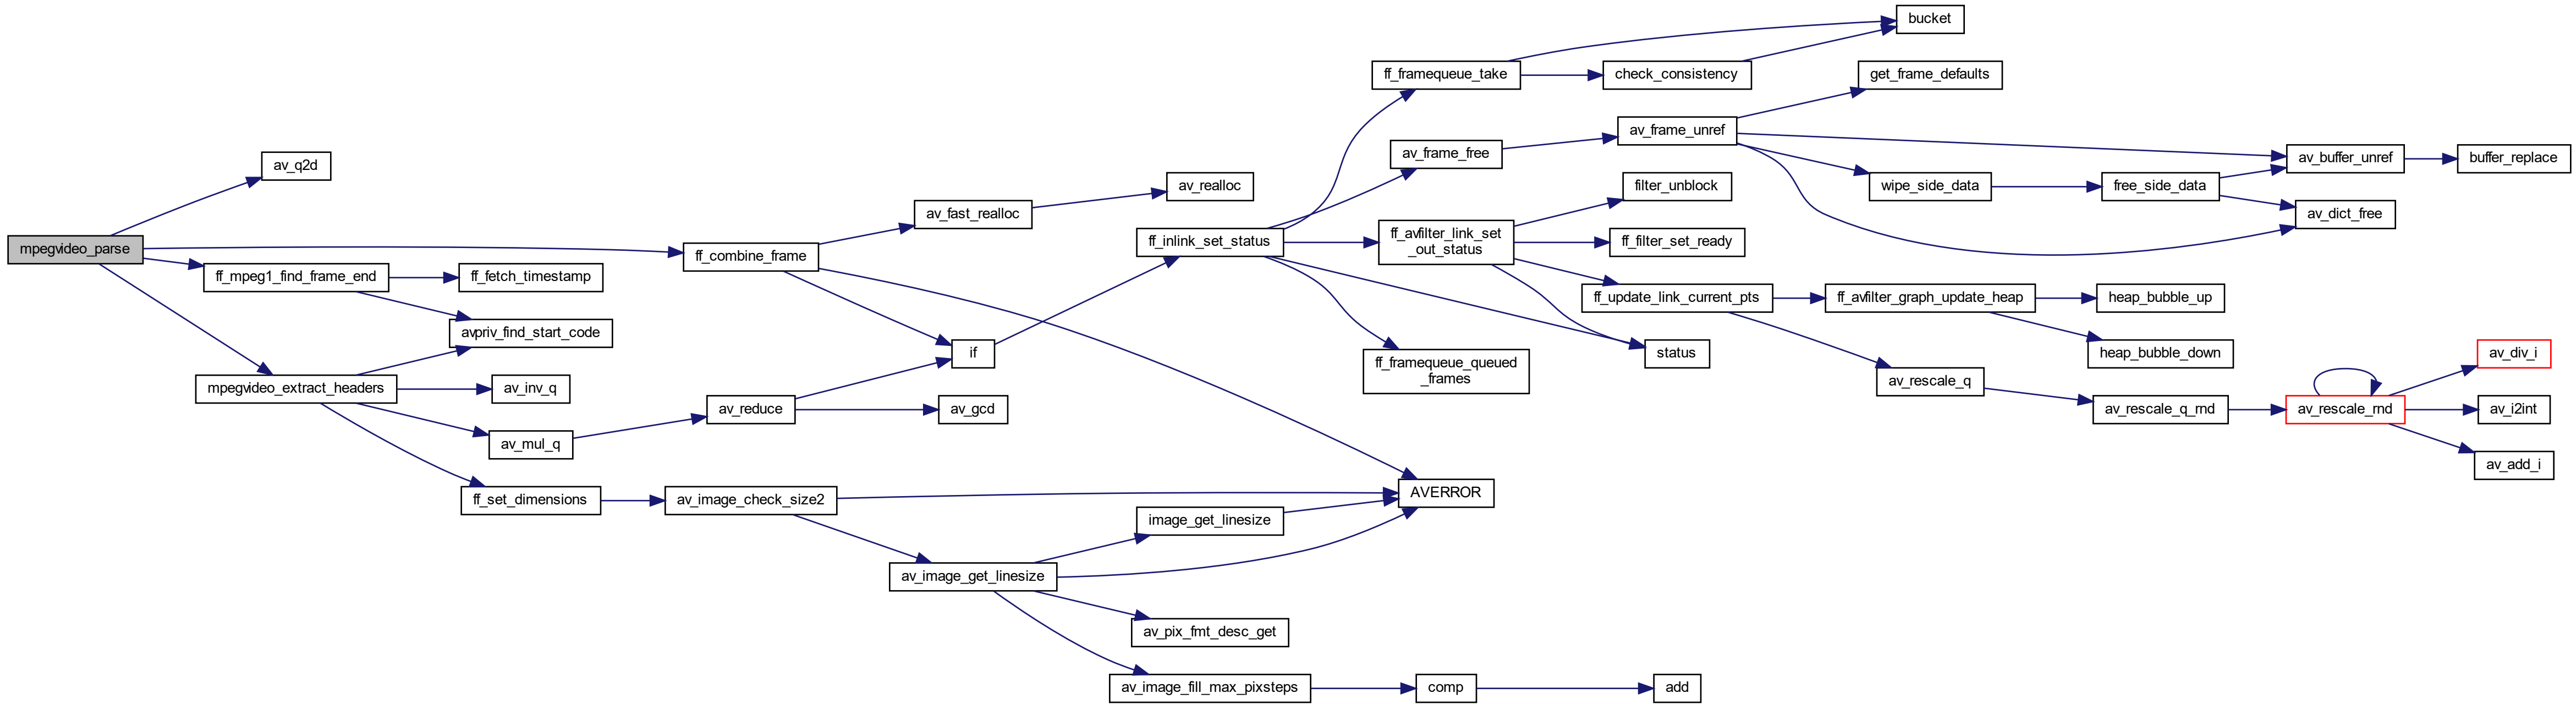 bucket
ff_framequeue_take
check_consistency
get_frame_defaults
av_frame_unref
av_frame_free
av_buffer_unref
buffer_replace
av_q2d
av_realloc
filter_unblock
wipe_side_data
free_side_data
av_fast_realloc
av_dict_free
mpegvideo_parse
ff_combine_frame
ff_inlink_set_status
ff_avfilter_link_set
_out_status
ff_filter_set_ready
ff_mpeg1_find_frame_end
ff_fetch_timestamp
ff_update_link_current_pts
ff_avfilter_graph_update_heap
heap_bubble_up
avpriv_find_start_code
if
status
heap_bubble_down
av_div_i
ff_framequeue_queued
_frames
mpegvideo_extract_headers
av_inv_q
av_rescale_q
av_reduce
av_gcd
av_rescale_q_rnd
av_rescale_rnd
av_i2int
av_mul_q
av_add_i
ff_set_dimensions
av_image_check_size2
AVERROR
image_get_linesize
av_image_get_linesize
av_pix_fmt_desc_get
av_image_fill_max_pixsteps
comp
add